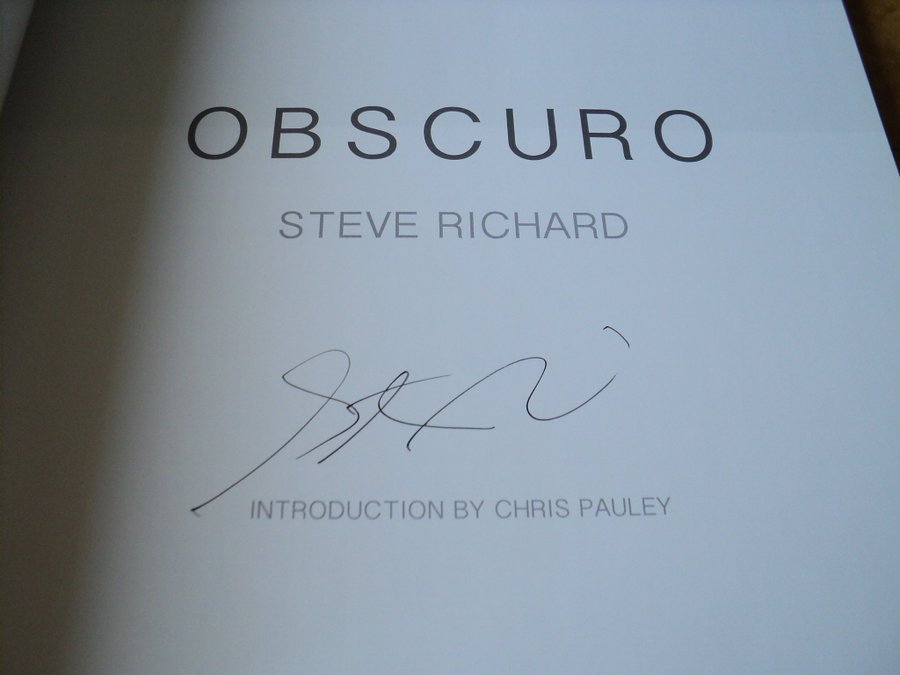 OBSCURO
STEVE RICHARD
INTRODUCTION BY CHRIS PAULEY